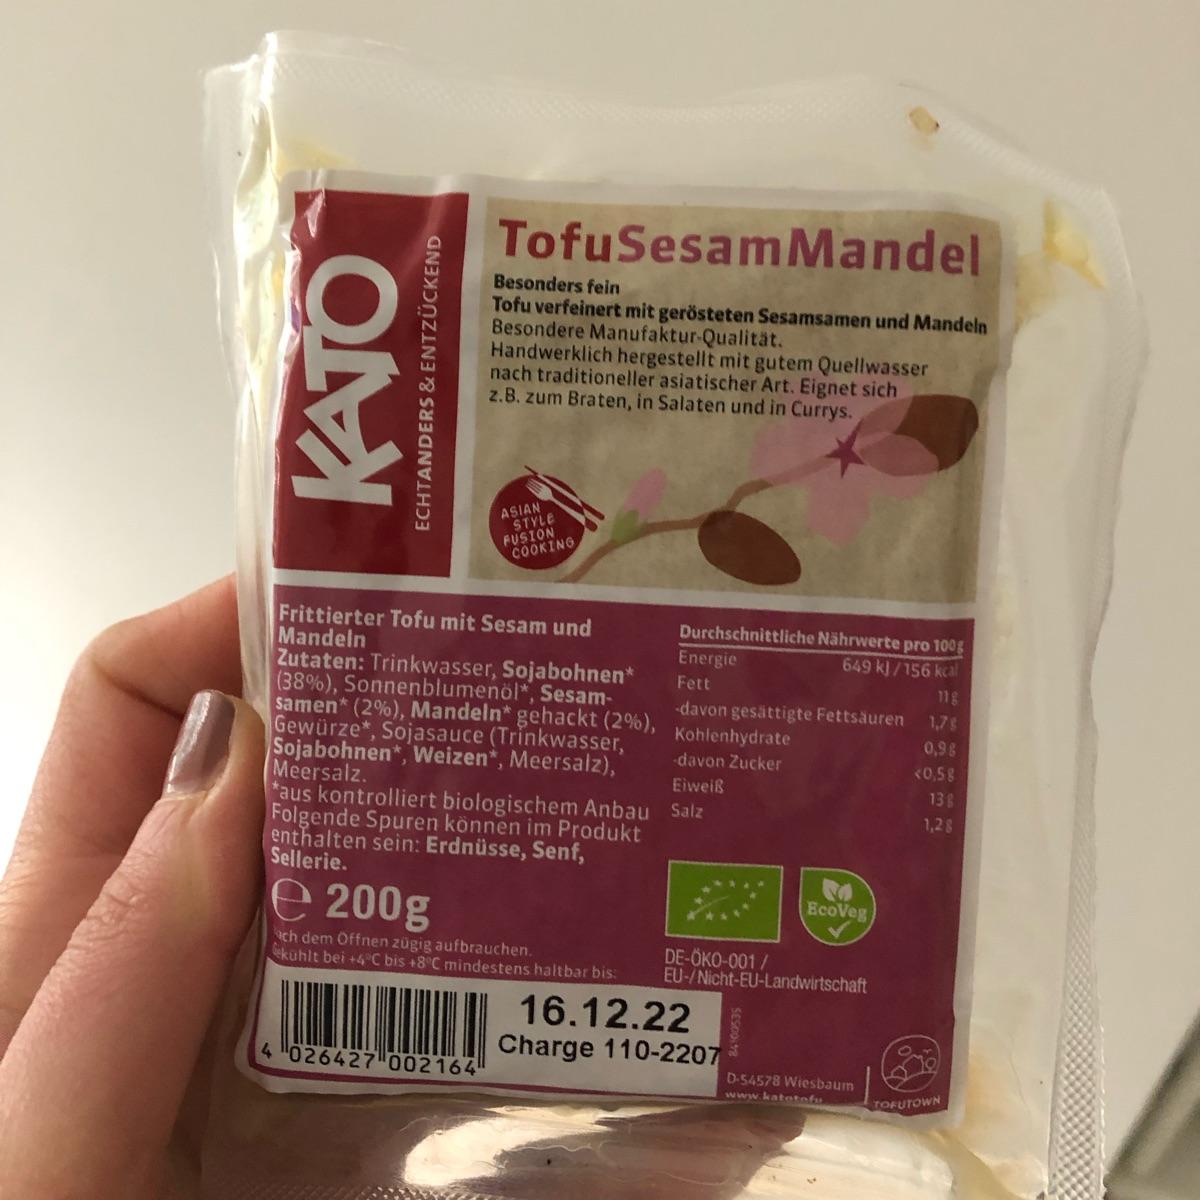 KATO
ECHTANDERS & ENTZÜCKEND
TofuSesamMandel
Besonders fein
Tofu verfeinert mit gerösteten Sesamsamen und Mandeln
Besondere Manufaktur-Qualität.
Handwerklich hergestellt mit gutem Quellwasser
nach traditioneller asiatischer Art. Eignet sich
z.B. zum Braten, in Salaten und in Currys.
ASIAN
STYLE
FUSION
COOKING
Frittierter Tofu mit Sesam und
Mandeln
Zutaten: Trinkwasser, Sojabohnen*
(38%), Sonnenblumenöl*, Sesam-
samen* (2%), Mandeln* gehackt (2%),
Gewürze*, Sojasauce (Trinkwasser,
Sojabohnen*, Weizen*, Meersalz),
Meersalz.
*aus kontrolliert biologischem Anbau
Folgende Spuren können im Produkt
enthalten sein: Erdnüsse, Senf,
Sellerie.
e 200g
Nach dem Öffnen zügig aufbrauchen.
Gekühlt bei +4°C bis +8°C mindestens haltbar bis:
Durchschnittliche Nährwerte pro 100g
Energie 649 kJ / 156 kcal
Fett 11g
-davon gesättigte Fettsäuren 1,7g
Kohlenhydrate 0,9g
-davon Zucker <0,5g
Eiweiß 13g
Salz 1,2g
EcoVeg
DE-ÖKO-001 /
EU-/Nicht-EU-Landwirtschaft
16.12.22
Charge 110-2207
4 026427 002164
84100535
D-54578 Wiesbaum
www.katotofu
TOFUTOWN